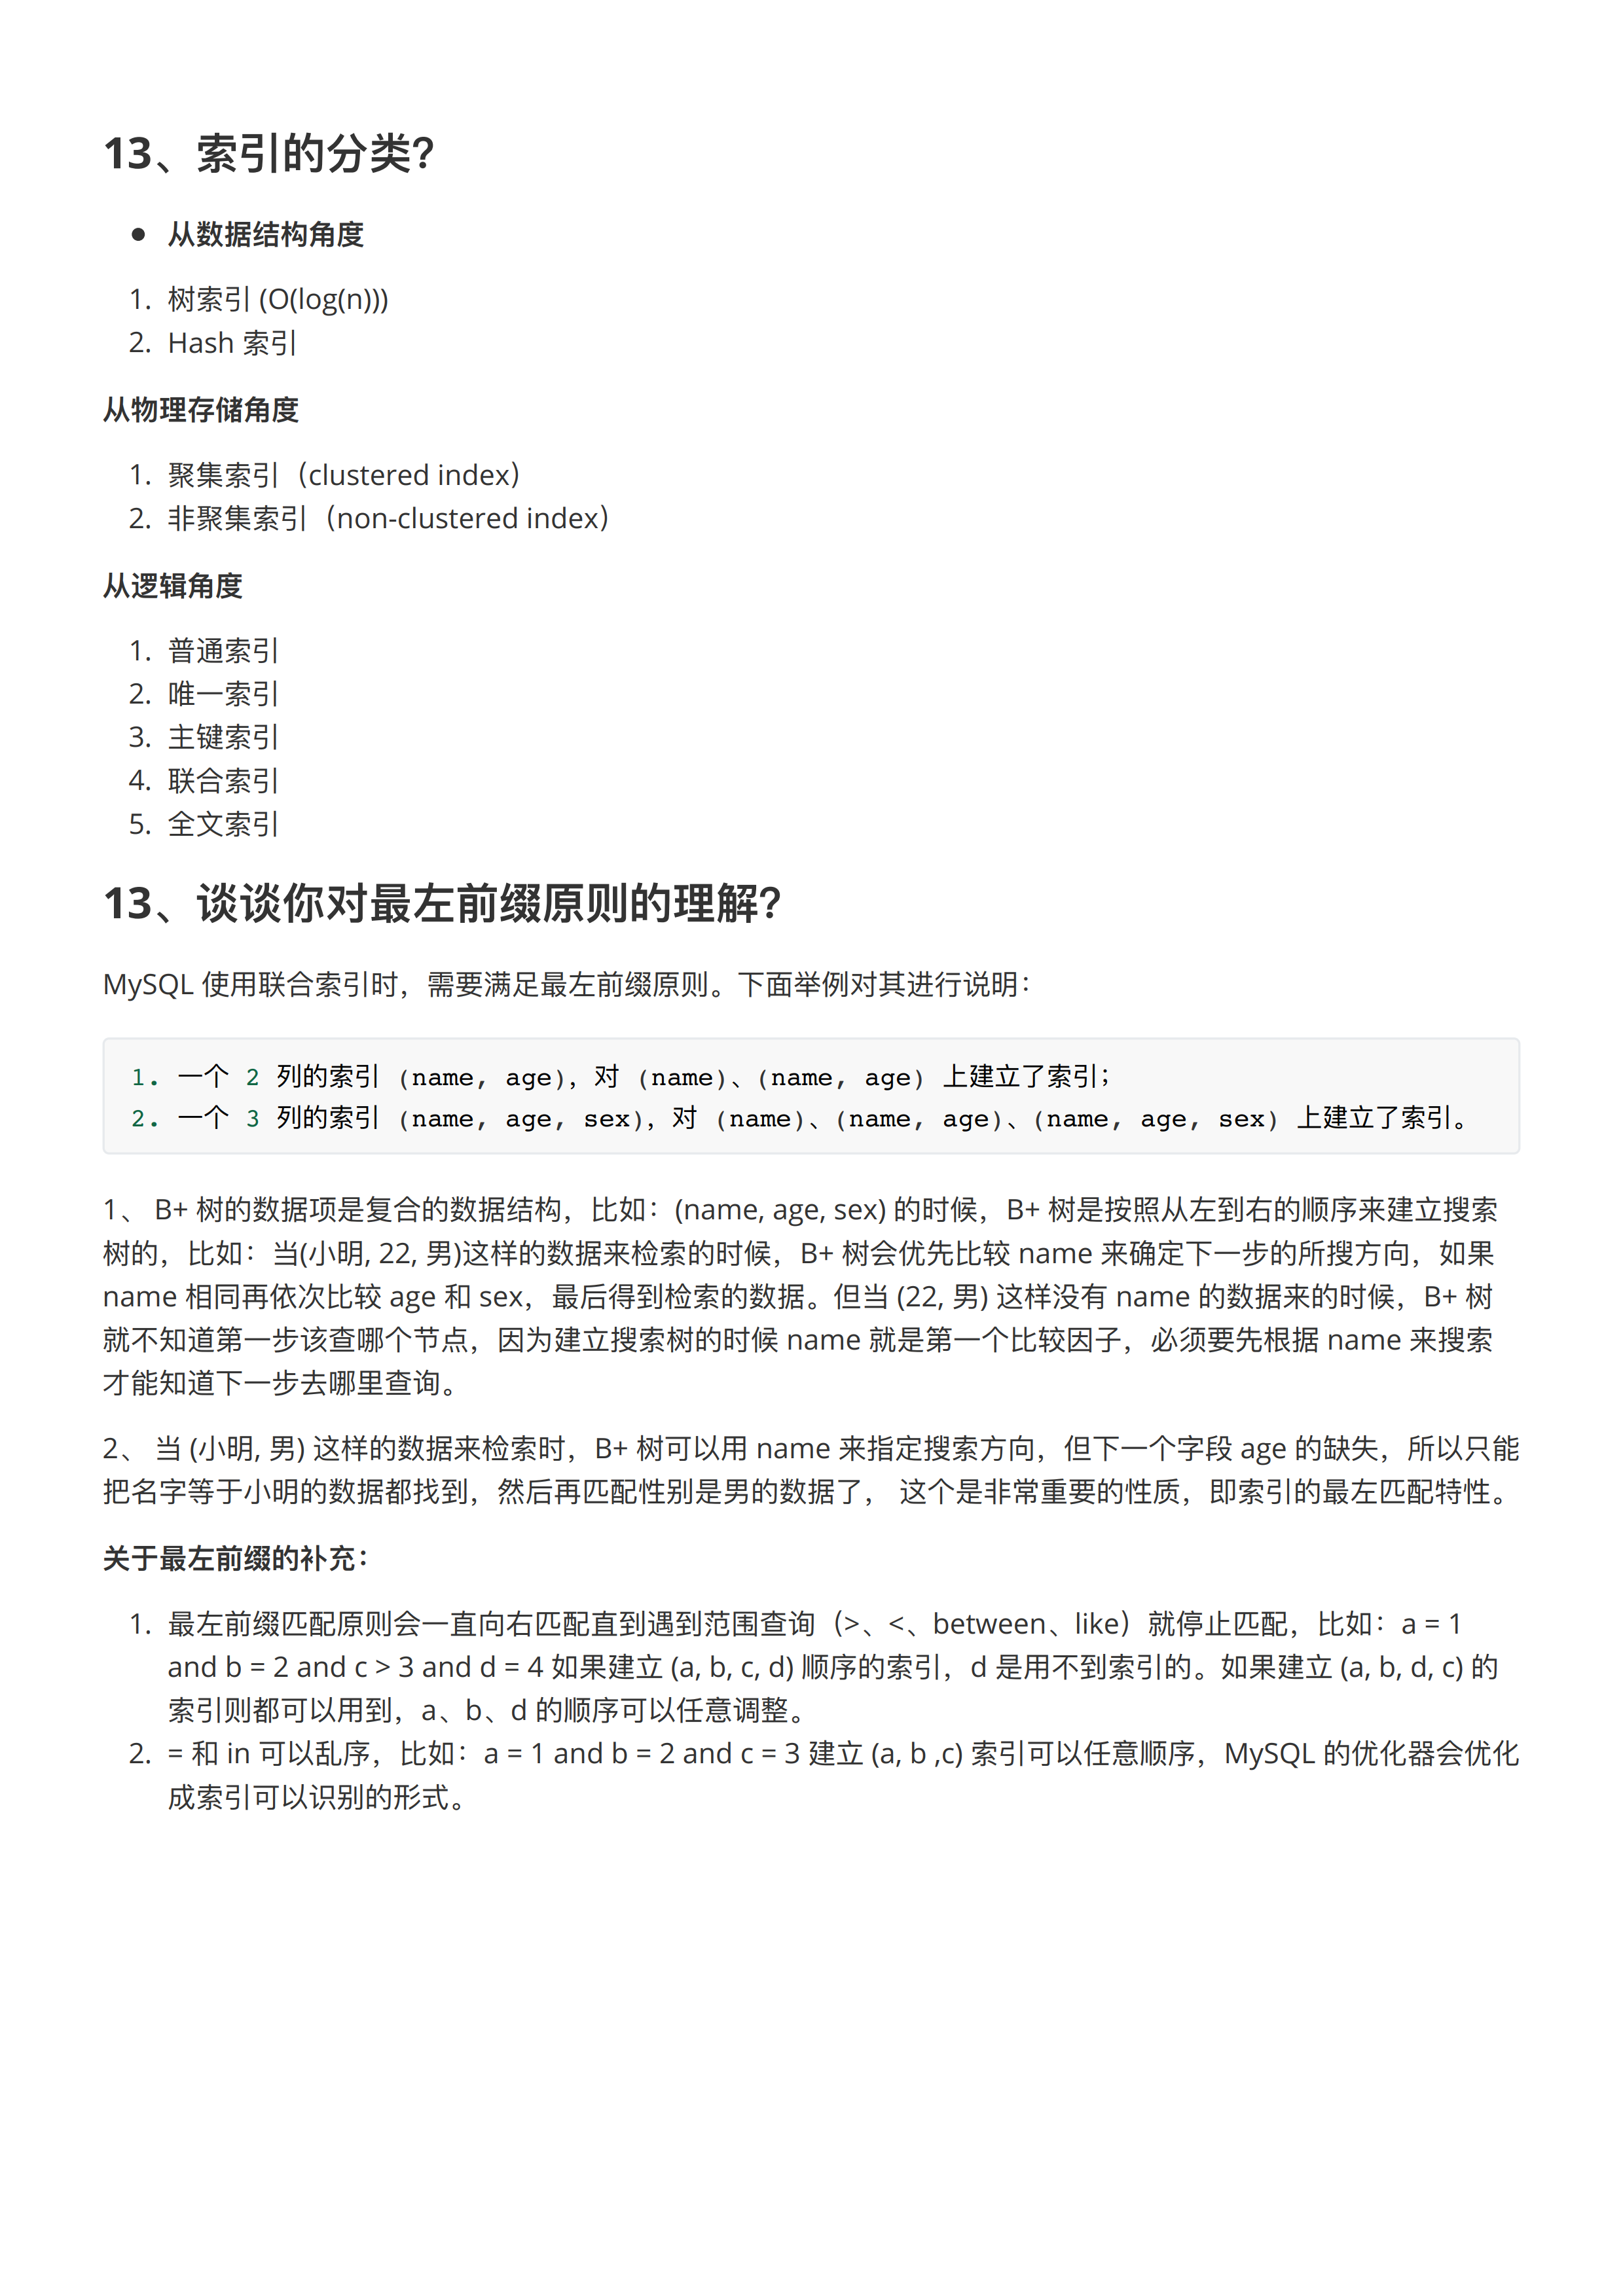 13、索引的分类？
从数据结构角度
1. 树索引 (O(log(n)))
2. Hash 索引
从物理存储角度
1. 聚集索引（clustered index）
2. 非聚集索引（non-clustered index）
从逻辑角度
1. 普通索引
2. 唯一索引
3. 主键索引
4. 联合索引
5. 全文索引
13、谈谈你对最左前缀原则的理解？
MySQL 使用联合索引时，需要满足最左前缀原则。下面举例对其进行说明：
1. 一个 2 列的索引 (name, age)，对 (name)、(name, age) 上建立了索引；
2. 一个 3 列的索引 (name, age, sex)，对 (name)、(name, age)、(name, age, sex) 上建立了索引。
1、 B+ 树的数据项是复合的数据结构，比如：(name, age, sex) 的时候，B+ 树是按照从左到右的顺序来建立搜索
树的，比如：当(小明, 22, 男)这样的数据来检索的时候，B+ 树会优先比较 name 来确定下一步的所搜方向，如果
name 相同再依次比较 age 和 sex，最后得到检索的数据。但当 (22, 男) 这样没有 name 的数据来的时候，B+ 树
就不知道第一步该查哪个节点，因为建立搜索树的时候 name 就是第一个比较因子，必须要先根据 name 来搜索
才能知道下一步去哪里查询。
2、 当 (小明, 男) 这样的数据来检索时，B+ 树可以用 name 来指定搜索方向，但下一个字段 age 的缺失，所以只能
把名字等于小明的数据都找到，然后再匹配性别是男的数据了， 这个是非常重要的性质，即索引的最左匹配特性。
关于最左前缀的补充：
1. 最左前缀匹配原则会一直向右匹配直到遇到范围查询（>、<、between、like）就停止匹配，比如：a = 1
and b = 2 and c > 3 and d = 4 如果建立 (a, b, c, d) 顺序的索引，d 是用不到索引的。如果建立 (a, b, d, c) 的
索引则都可以用到，a、b、d 的顺序可以任意调整。
2. = 和 in 可以乱序，比如：a = 1 and b = 2 and c = 3 建立 (a, b ,c) 索引可以任意顺序，MySQL 的优化器会优化
成索引可以识别的形式。